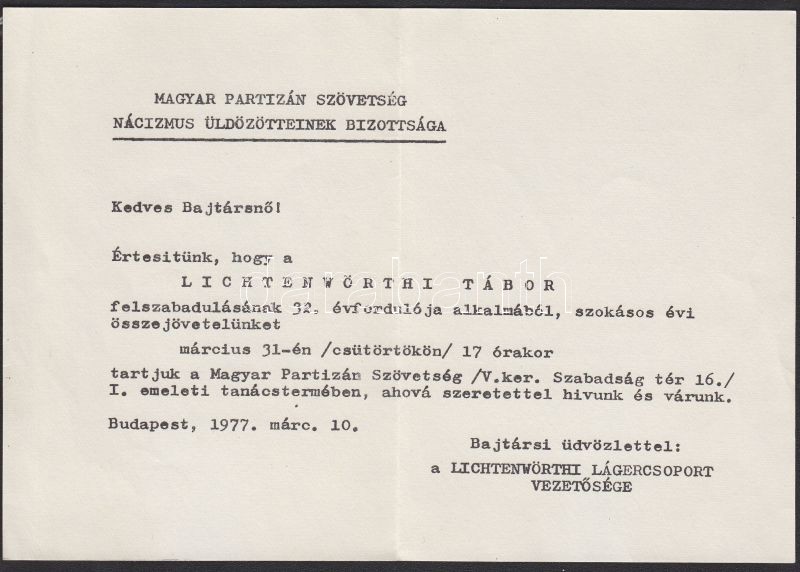 MAGYAR PARTIZÁN SZÖVETSÉG
NÁCIZMUS ÜLDÖZÖTTEINEK BIZOTTSÁGA
Kedves Bajtársnő!
Értesitünk, hogy a
LICHTENWÖRTHI TÁBOR
felszabadulásának 32. évfordulója alkalmából, szokásos évi
összejövetelünket
március 31-én /csütörtökön/ 17 órakor
tartjuk a Magyar Partizán Szövetség /V.ker. Szabadság tér 16./
I. emeleti tanácstermében, ahová szeretettel hivunk és várunk.
Budapest, 1977. márc. 10.
Bajtársi üdvözlettel:
a LICHTENWÖRTHI LÁGERCSOPORT
VEZETŐSÉGE
darabanth